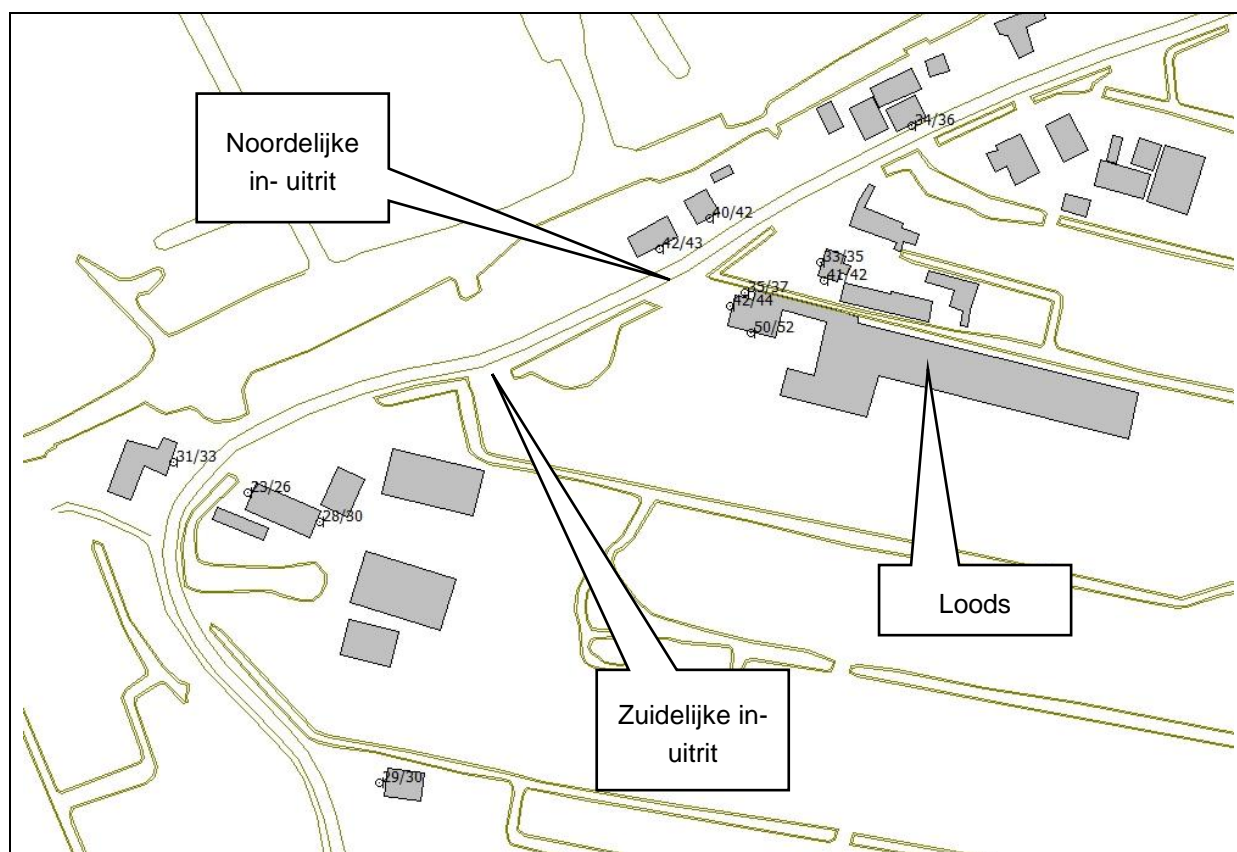 34/36
Noordelijke
in- uitrit
40/42
42/43
33/35
41/42
35/37
42/44
50/52
31/33
23/26
28/30
Loods
Zuidelijke in-
uitrit
29/30